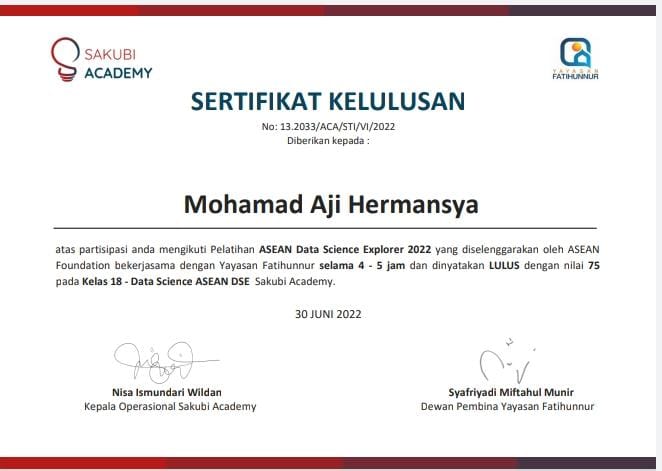 SAKUBI
ACADEMY
YAYASAN
FATIHUNNUR
SERTIFIKAT KELULUSAN
No: 13.2033/ACA/STI/VI/2022
Diberikan kepada :
Mohamad Aji Hermansya
atas partisipasi anda mengikuti Pelatihan ASEAN Data Science Explorer 2022 yang diselenggarakan oleh ASEAN
Foundation bekerjasama dengan Yayasan Fatihunnur selama 4 - 5 jam dan dinyatakan LULUS dengan nilai 75
pada Kelas 18 - Data Science ASEAN DSE Sakubi Academy.
30 JUNI 2022
Nisa Ismundari Wildan
Kepala Operasional Sakubi Academy
Syafriyadi Miftahul Munir
Dewan Pembina Yayasan Fatihunnur